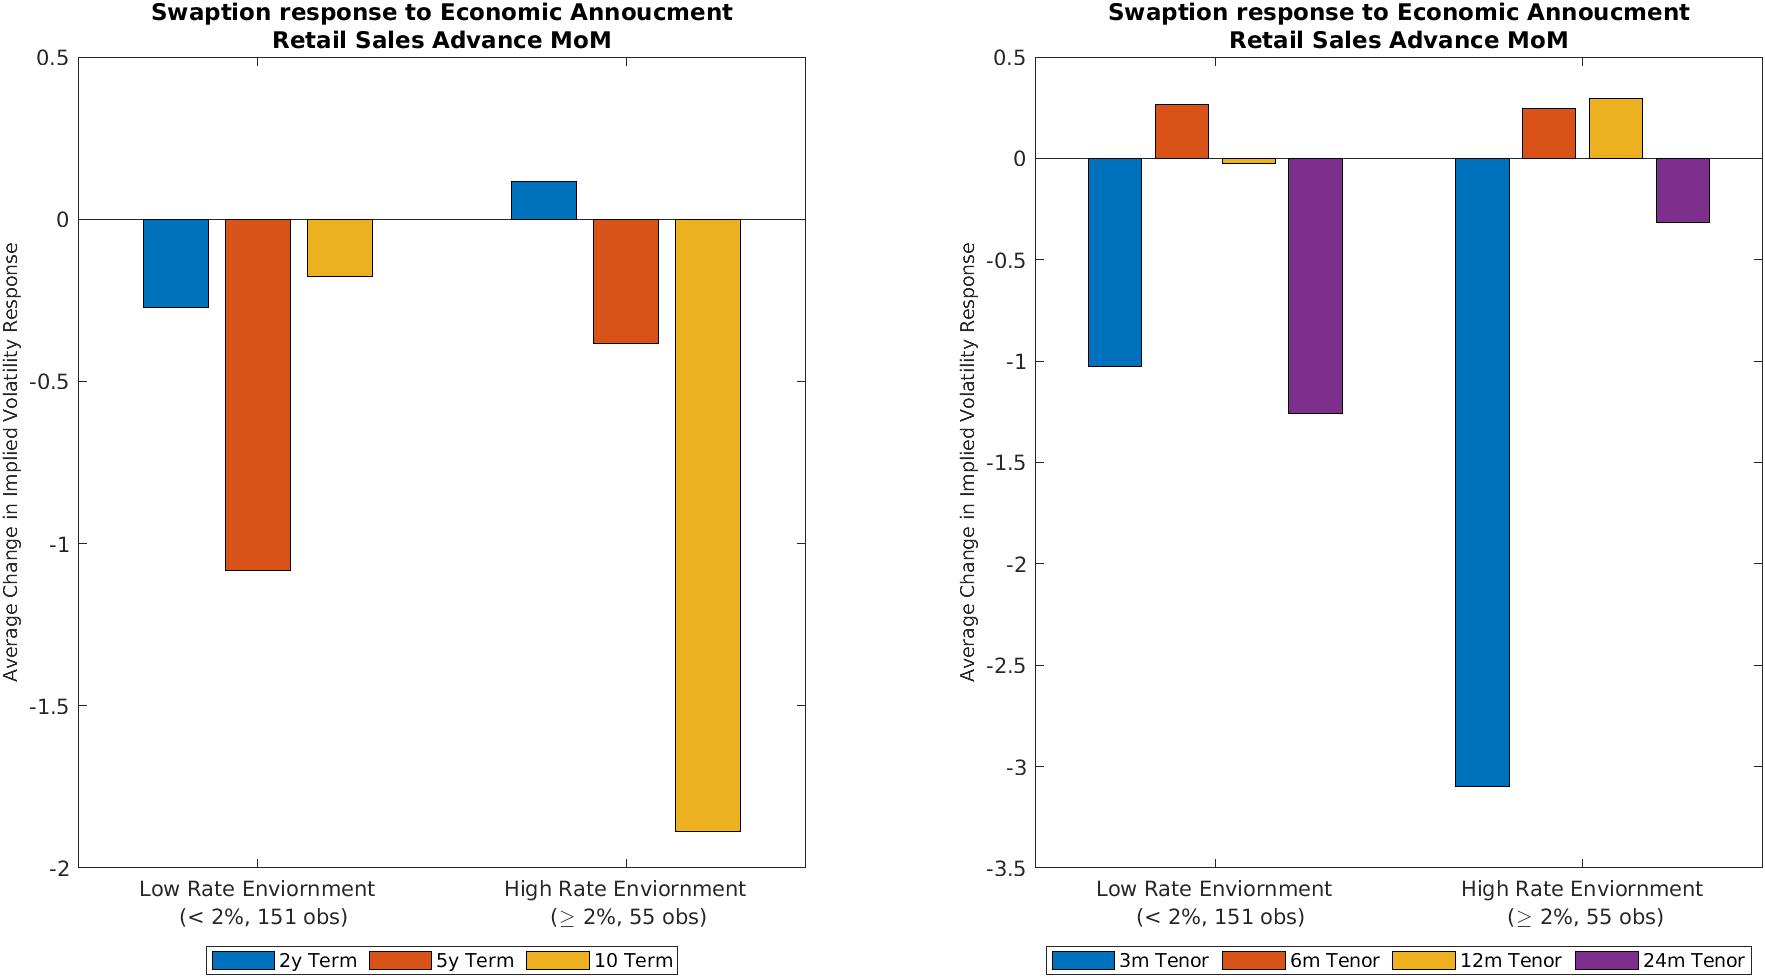 Swaption response to Economic Annoucment
Retail Sales Advance MoM
0.5
0
-0.5
-1
-1.5
-2
Average Change in Implied Volatility Response
Low Rate Enviornment
(< 2%, 151 obs)
High Rate Enviornment
(≥ 2%, 55 obs)
2y Term 5y Term 10 Term
Swaption response to Economic Annoucment
Retail Sales Advance MoM
0.5
0
-0.5
-1
-1.5
-2
-2.5
-3
-3.5
Average Change in Implied Volatility Response
Low Rate Enviornment
(< 2%, 151 obs)
High Rate Enviornment
(≥ 2%, 55 obs)
3m Tenor 6m Tenor 12m Tenor 24m Tenor